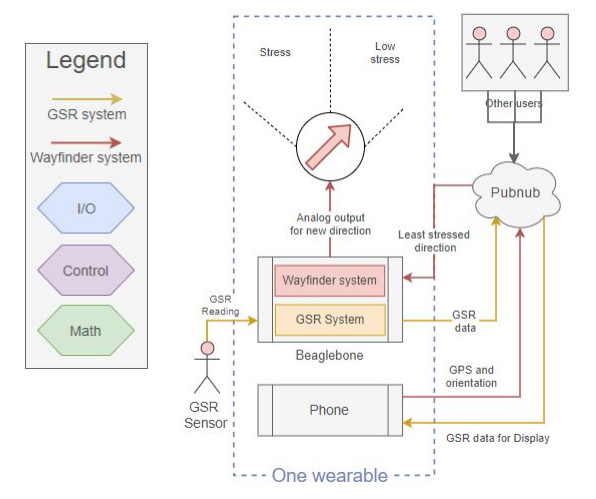 Legend
GSR system
Wayfinder system
I/O
Control
Math
Stress
Low
stress
Other users
Pubnub
Analog output
for new direction
Least stressed
direction
Wayfinder system
GSR System
Beaglebone
GSR
Reading
GSR
Sensor
GSR
data
GPS and
orientation
Phone
GSR data for Display
One wearable